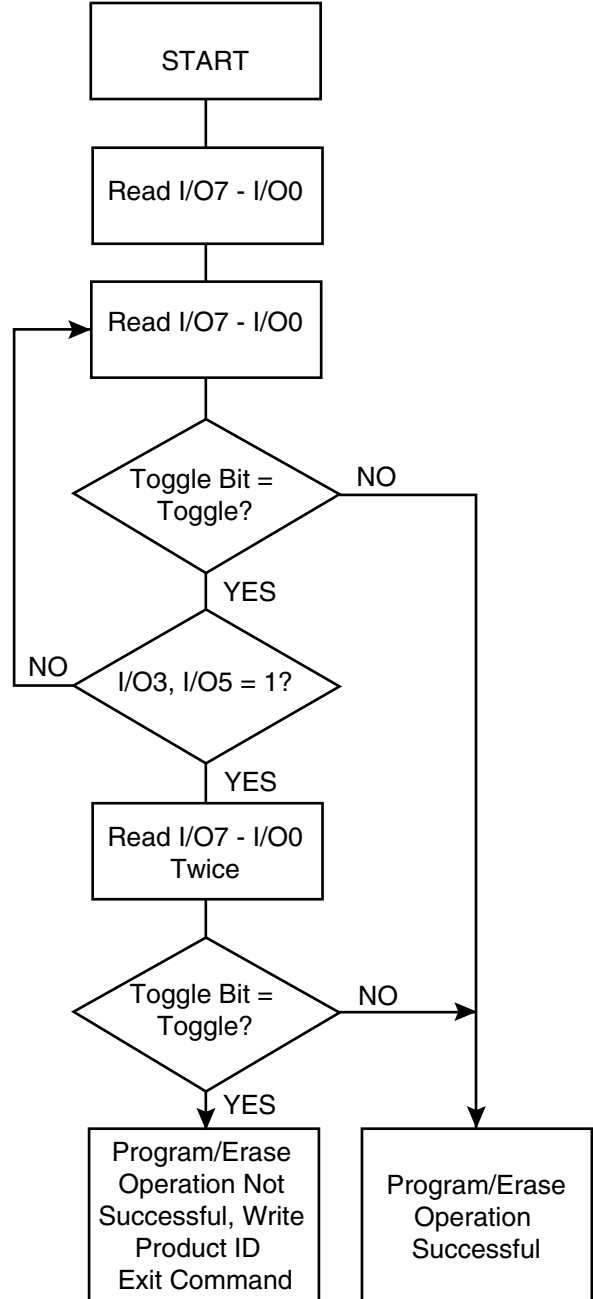 START
Read I/O7 - I/O0
Read I/O7 - I/O0
Toggle Bit =
Toggle?
NO
YES
NO
I/O3, I/O5 = 1?
YES
Read I/O7 - I/O0
Twice
Toggle Bit =
Toggle?
NO
YES
Program/Erase
Operation Not
Successful, Write
Product ID
Exit Command
Program/Erase
Operation
Successful